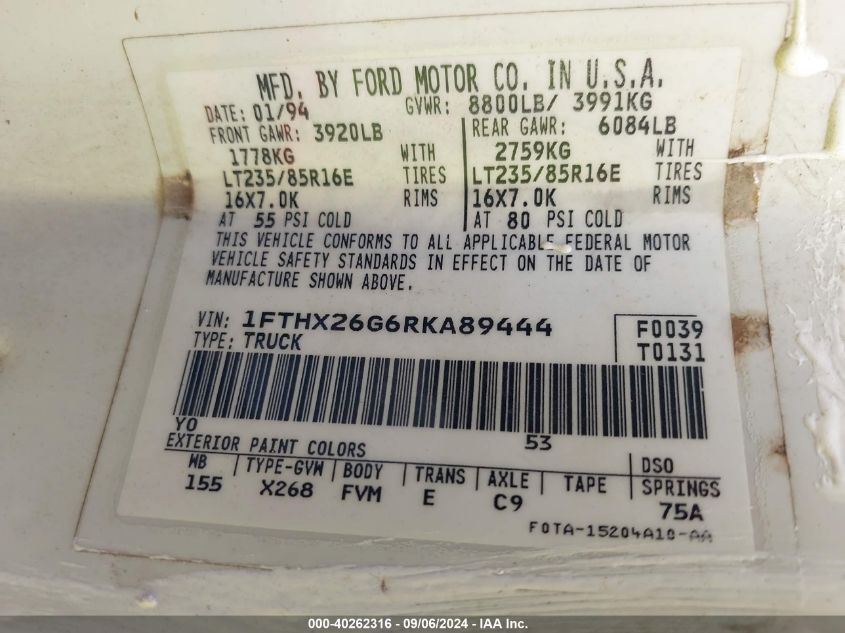 MFD. BY FORD MOTOR CO. IN U.S.A.
DATE: 01/94 GVWR: 8800LB/ 3991KG
FRONT GAWR: 3920LB REAR GAWR: 6084LB
1778KG WITH 2759KG WITH
LT235/85R16E TIRES LT235/85R16E TIRES
16X7.0K RIMS 16X7.0K RIMS
AT 55 PSI COLD AT 80 PSI COLD
THIS VEHICLE CONFORMS TO ALL APPLICABLE FEDERAL MOTOR
VEHICLE SAFETY STANDARDS IN EFFECT ON THE DATE OF
MANUFACTURE SHOWN ABOVE.
VIN: 1FTHX26G6RKA89444 F0039
TYPE: TRUCK T0131
YO 53
EXTERIOR PAINT COLORS DSO
WB TYPE-GVW BODY TRANS AXLE TAPE SPRINGS
155 X268 FVM E C9 75A
F0TA-15204A10-AA
000-40262316 - 09/06/2024 - IAA Inc.